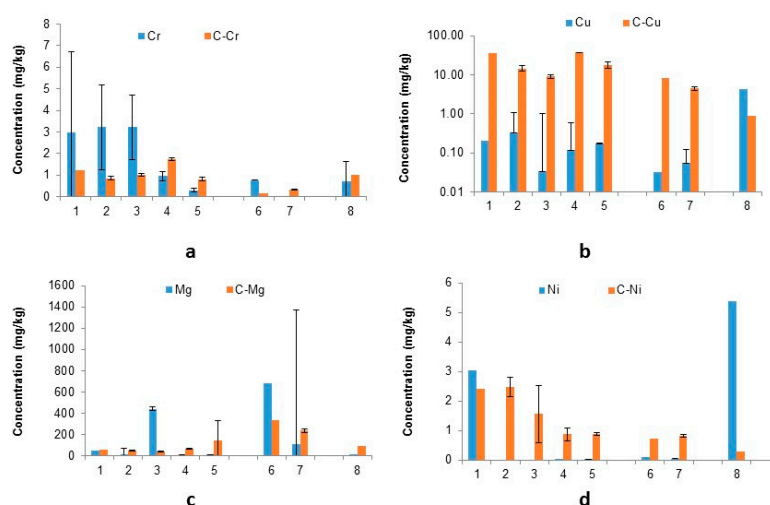 Cr C-Cr
Concentration (mg/kg)
8
7
6
5
4
3
2
1
0
1 2 3 4 5 6 7 8
a
Cu C-Cu
Concentration (mg/kg)
100.00
10.00
1.00
0.10
0.01
1 2 3 4 5 6 7 8
b
Mg C-Mg
Concentration (mg/kg)
1600
1400
1200
1000
800
600
400
200
0
1 2 3 4 5 6 7 8
c
Ni C-Ni
Concentration (mg/kg)
6
5
4
3
2
1
0
1 2 3 4 5 6 7 8
d